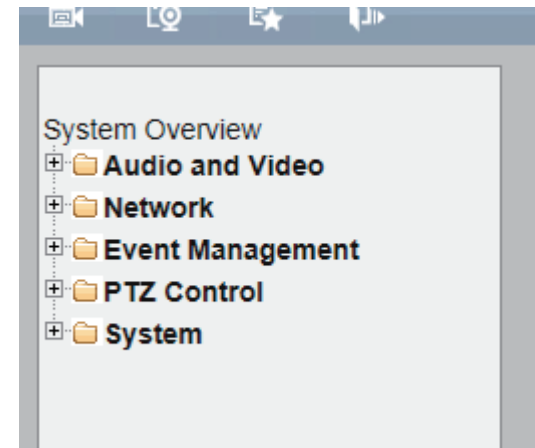 System Overview
Audio and Video
Network
Event Management
PTZ Control
System